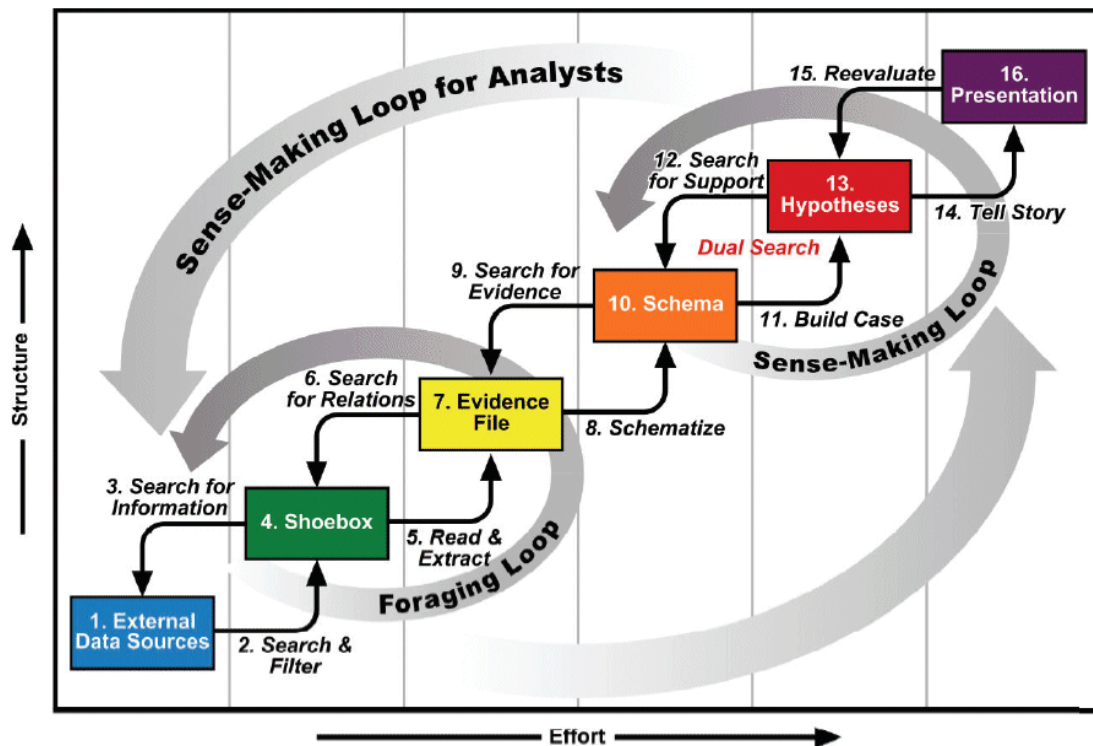 Sense-Making Loop for Analysts
15. Reevaluate
16.
Presentation
12. Search
for Support
13.
Hypotheses
14. Tell Story
Dual Search
9. Search for
Evidence
10. Schema
11. Build Case
Sense-Making Loop
6. Search
for Relations
7. Evidence
File
8. Schematize
3. Search for
Information
4. Shoebox
5. Read &
Extract
Foraging Loop
1. External
Data Sources
2. Search &
Filter
Structure
Effort